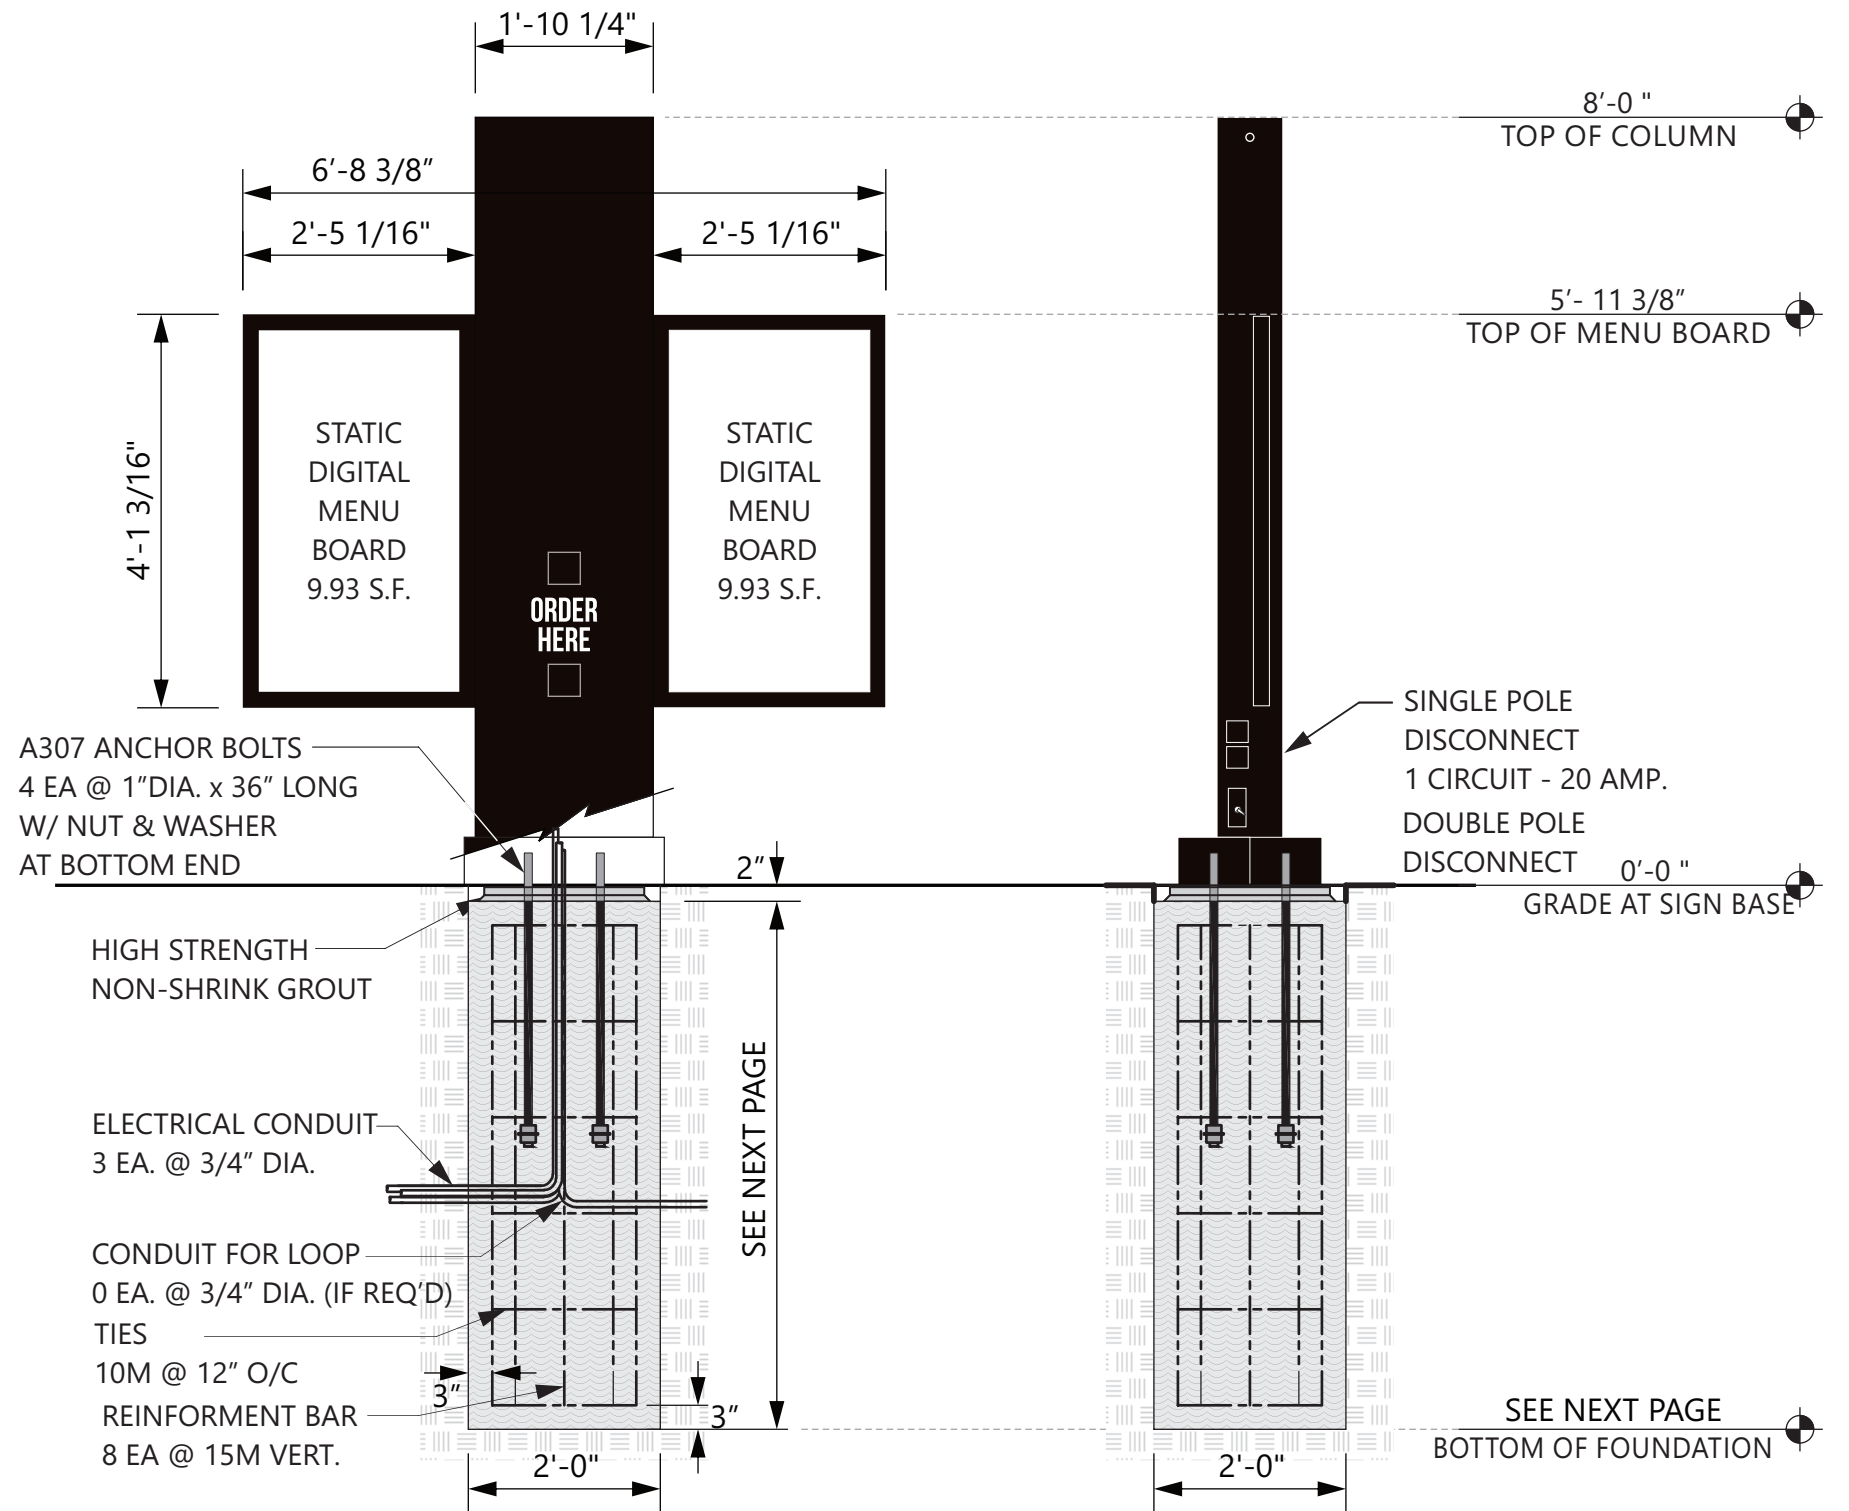 1'-10 1/4"
8’-0 "
TOP OF COLUMN
6’-8 3/8”
2'-5 1/16"
2'-5 1/16"
5’- 11 3/8”
TOP OF MENU BOARD
4'-1 3/16"
STATIC
DIGITAL
MENU
BOARD
9.93 S.F.
ORDER
HERE
STATIC
DIGITAL
MENU
BOARD
9.93 S.F.
A307 ANCHOR BOLTS
4 EA @ 1”DIA. x 36” LONG
W/ NUT & WASHER
AT BOTTOM END
SINGLE POLE
DISCONNECT
1 CIRCUIT - 20 AMP.
DOUBLE POLE
DISCONNECT
2”
0’-0 "
GRADE AT SIGN BASE
HIGH STRENGTH
NON-SHRINK GROUT
SEE NEXT PAGE
ELECTRICAL CONDUIT
3 EA. @ 3/4” DIA.
CONDUIT FOR LOOP
0 EA. @ 3/4” DIA. (IF REQ’D)
TIES
10M @ 12” O/C
3”
REINFORMENT BAR
8 EA @ 15M VERT.
3”
2'-0"
2'-0"
SEE NEXT PAGE
BOTTOM OF FOUNDATION